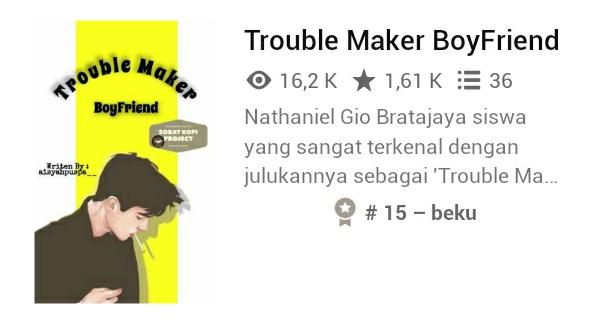 Trouble Maker
BoyFriend
SOBAT KOPI
PROJECT
Writen By :
aisyahpuspa__
Trouble Maker BoyFriend
16,2 K 1,61 K 36
Nathaniel Gio Bratajaya siswa
yang sangat terkenal dengan
julukannya sebagai 'Trouble Ma...
# 15 – beku